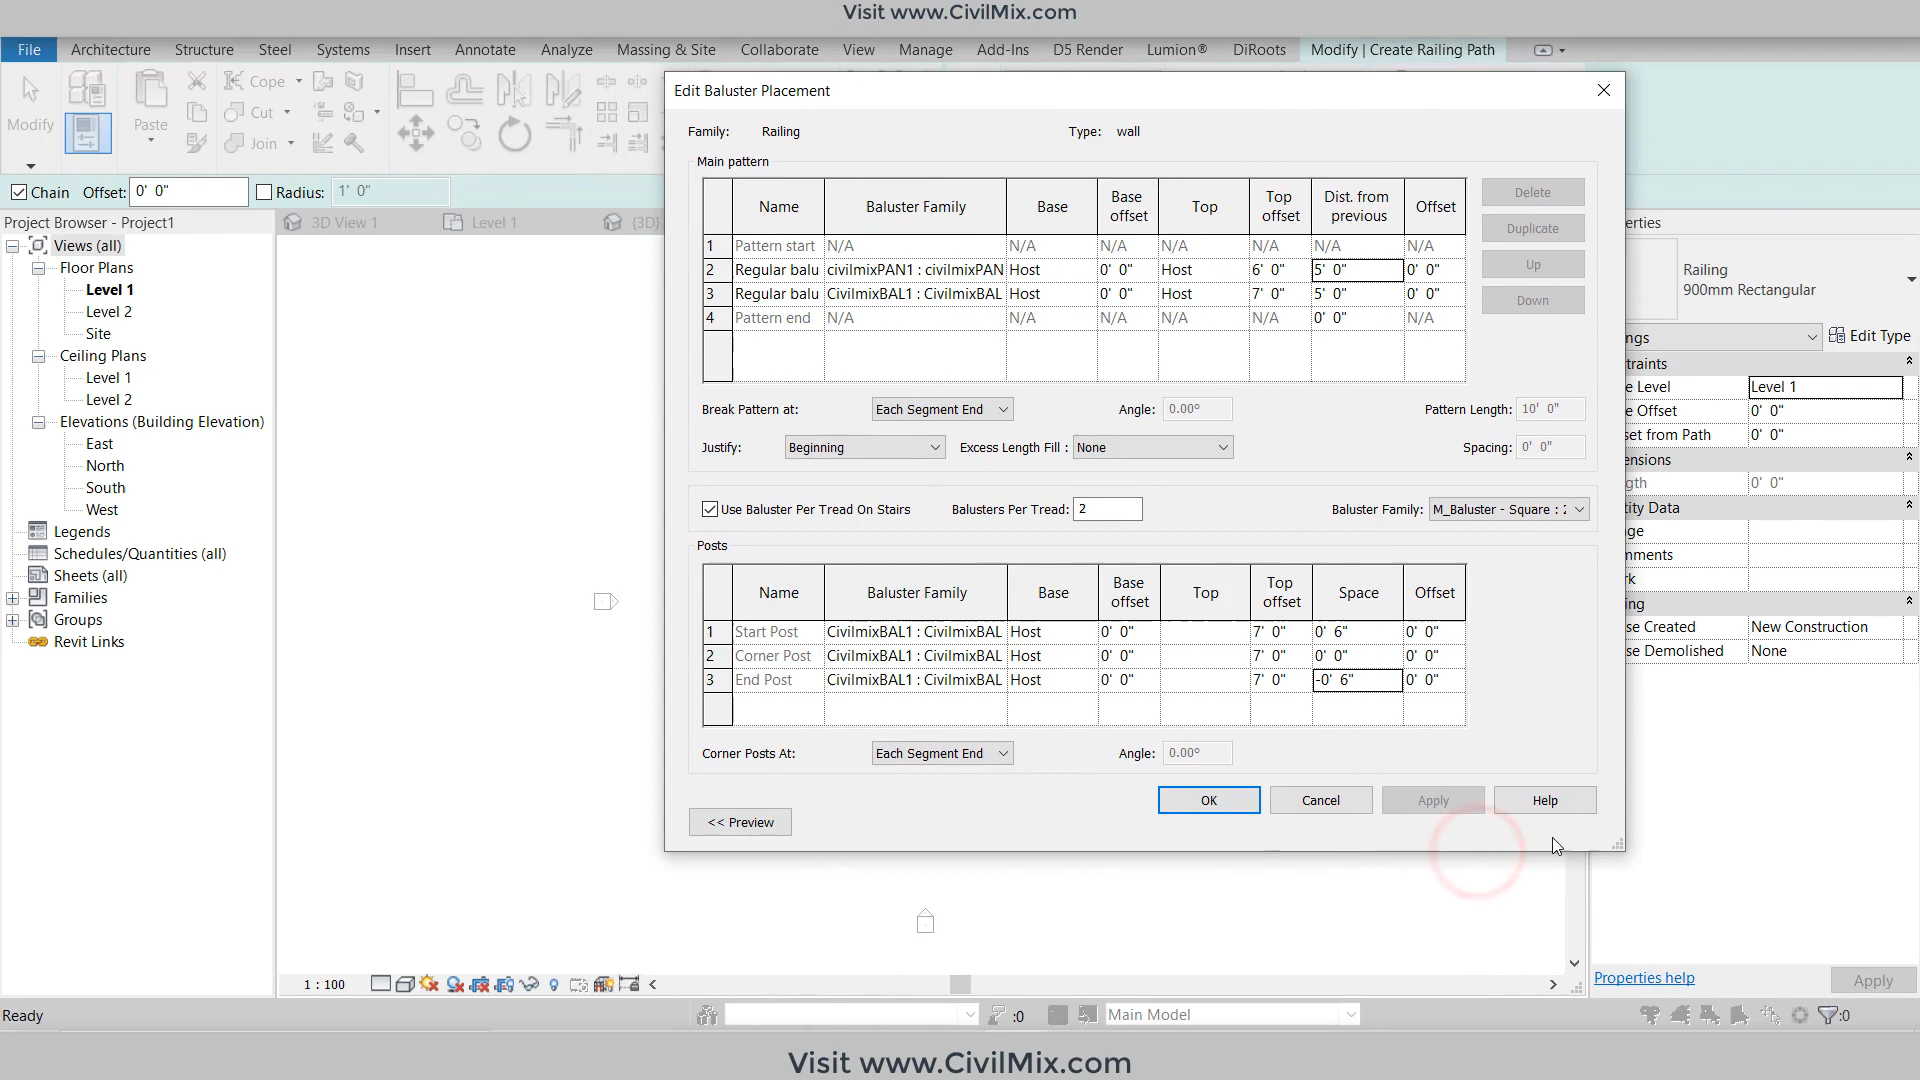 Visit www.CivilMix.com
File Architecture Structure Steel Systems Insert Annotate Analyze Massing & Site Collaborate View Manage Add-Ins D5 Render Lumion® DiRoots Modify | Create Railing Path
Modify Paste Cope Cut Join
Chain Offset: 0' 0" Radius: 1' 0"
Project Browser - Project1
3D View 1 Level 1 {3D}
Views (all)
Floor Plans
Level 1
Level 2
Site
Ceiling Plans
Level 1
Level 2
Elevations (Building Elevation)
East
North
South
West
Legends
Schedules/Quantities (all)
Sheets (all)
Families
Groups
Revit Links
Edit Baluster Placement
Family: Railing Type: wall
Main pattern
Name Baluster Family Base Base offset Top Top offset Dist. from previous Offset
1 Pattern start N/A N/A N/A N/A N/A N/A N/A
2 Regular balu civilmixPAN1 : civilmixPAN Host 0' 0" Host 6' 0" 5' 0" 0' 0"
3 Regular balu CivilmixBAL1 : CivilmixBAL Host 0' 0" Host 7' 0" 5' 0" 0' 0"
4 Pattern end N/A N/A N/A N/A N/A 0' 0" N/A
Delete
Duplicate
Up
Down
Break Pattern at: Each Segment End Angle: 0.00° Pattern Length: 10' 0"
Justify: Beginning Excess Length Fill : None Spacing: 0' 0"
Use Baluster Per Tread On Stairs Balusters Per Tread: 2 Baluster Family: M_Baluster - Square : 2
Posts
Name Baluster Family Base Base offset Top Top offset Space Offset
1 Start Post CivilmixBAL1 : CivilmixBAL Host 0' 0" 7' 0" 0' 6" 0' 0"
2 Corner Post CivilmixBAL1 : CivilmixBAL Host 0' 0" 7' 0" 0' 0" 0' 0"
3 End Post CivilmixBAL1 : CivilmixBAL Host 0' 0" 7' 0" -0' 6" 0' 0"
Corner Posts At: Each Segment End Angle: 0.00°
OK Cancel Apply Help
<< Preview
erties
Railing
900mm Rectangular
ngs Edit Type
traints
e Level Level 1
e Offset 0' 0"
set from Path 0' 0"
ensions
gth 0' 0"
tity Data
ge
mments
rk
ing
se Created New Construction
se Demolished None
Properties help Apply
1 : 100
Ready :0 Main Model :0
Visit www.CivilMix.com